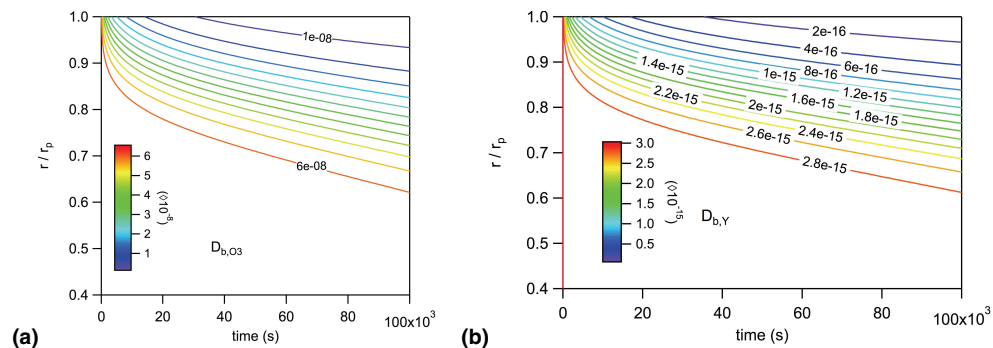 (a)
r / rp
1.0
0.9
0.8
0.7
0.6
0.5
0.4
1e-08
6e-08
6
5
4
3
2
1
(◊10⁻⁸)
Db,O3
0 20 40 60 80 100x10³
time (s)
(b)
r / rp
1.0
0.9
0.8
0.7
0.6
0.5
0.4
2e-16
4e-16
6e-16
8e-16
1e-15
1.2e-15
1.4e-15
1.6e-15
1.8e-15
2e-15
2.2e-15
2.4e-15
2.6e-15
2.8e-15
3.0
2.5
2.0
1.5
1.0
0.5
(◊10⁻¹⁵)
Db,Y
0 20 40 60 80 100x10³
time (s)